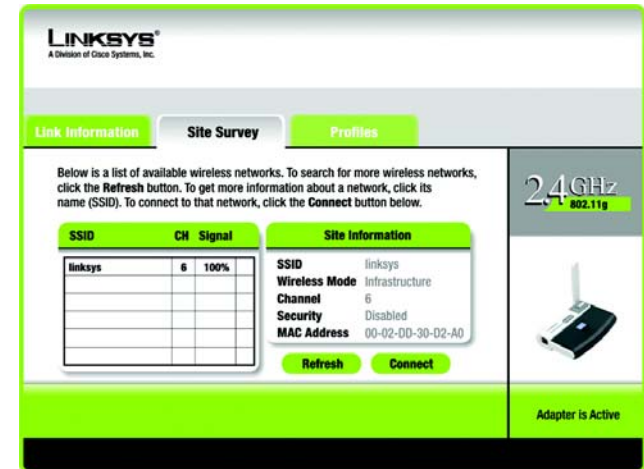 LINKSYS®
A Division of Cisco Systems, Inc.
Link Information Site Survey Profiles
Below is a list of available wireless networks. To search for more wireless networks,
click the Refresh button. To get more information about a network, click its
name (SSID). To connect to that network, click the Connect button below.
SSID CH Signal
linksys 6 100%
Site Information
SSID linksys
Wireless Mode Infrastructure
Channel 6
Security Disabled
MAC Address 00-02-DD-30-D2-A0
Refresh Connect
2,4GHz
802.11g
Adapter is Active